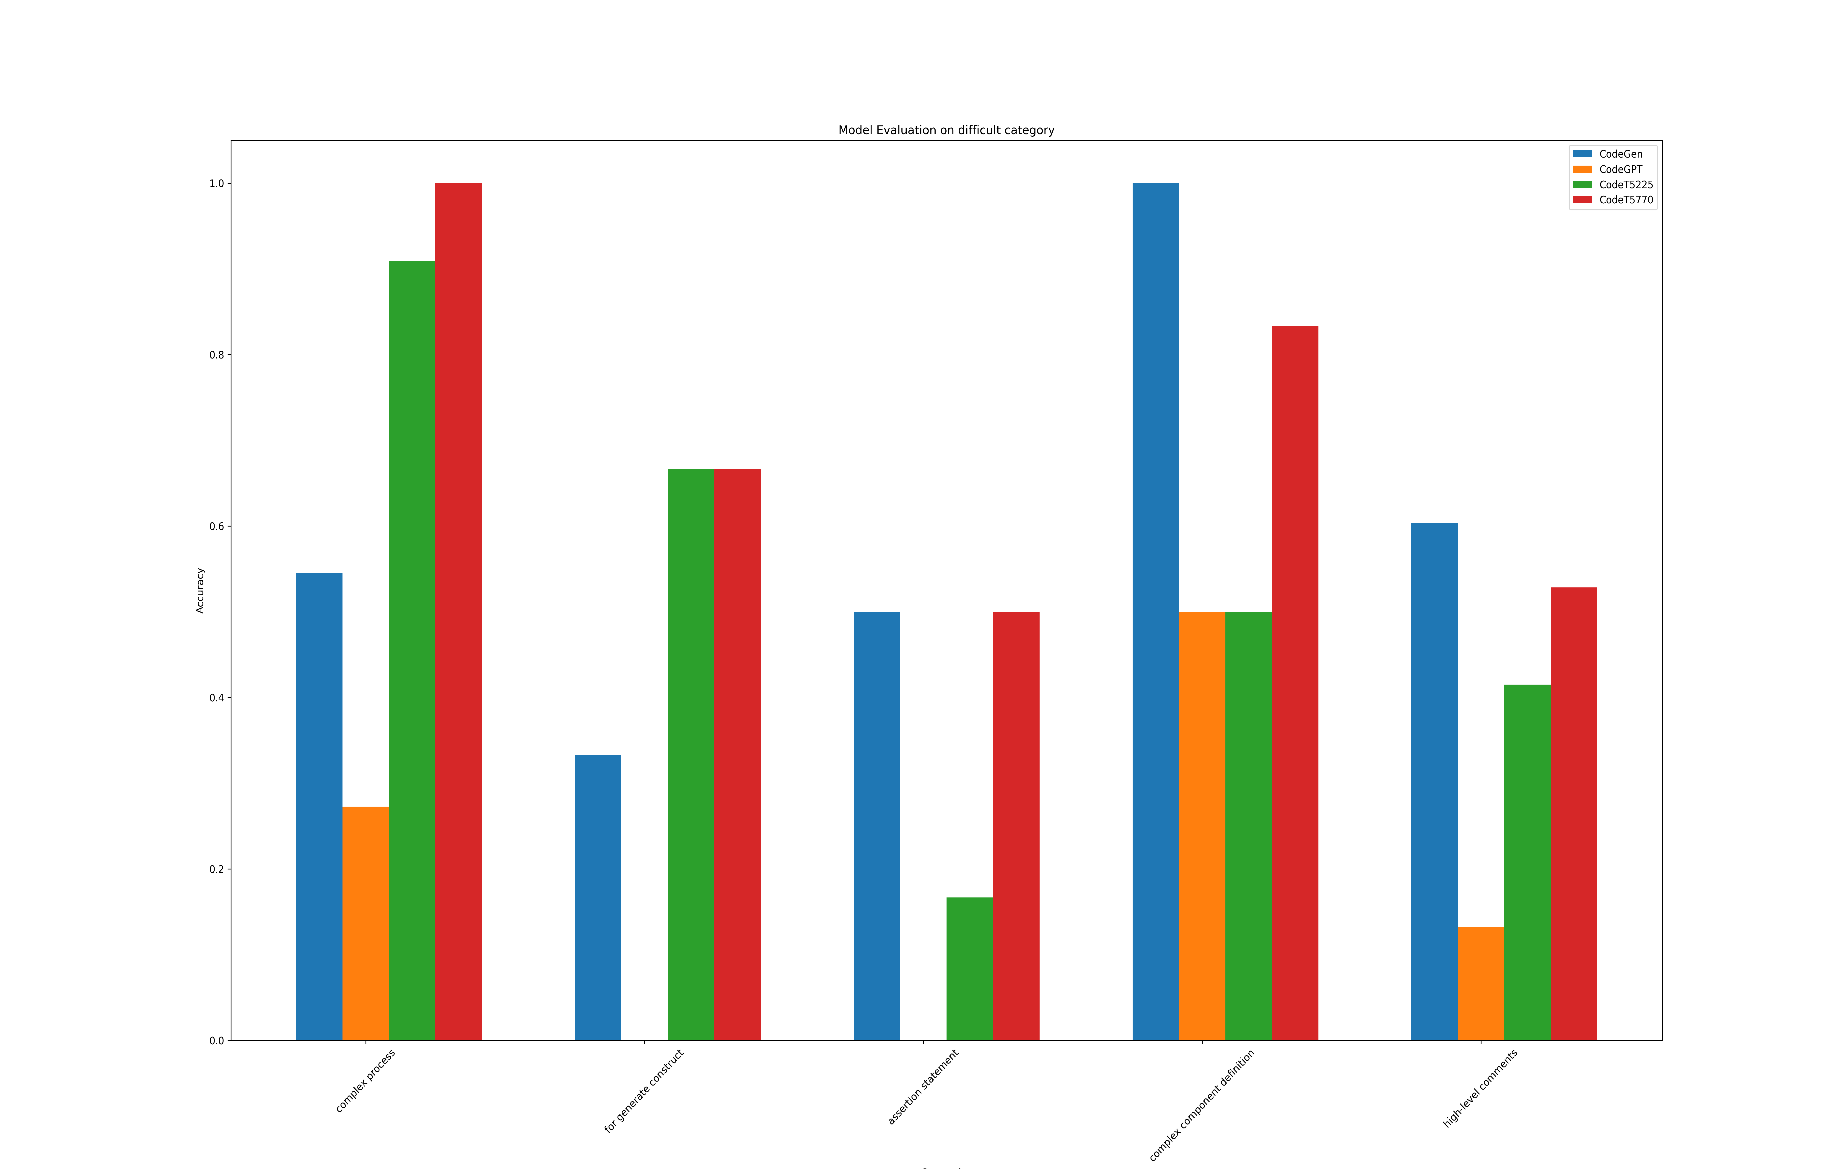 Model Evaluation on difficult category
CodeGen
CodeGPT
CodeT5225
CodeT5770
1.0
0.8
0.6
0.4
0.2
0.0
Accuracy
complex process
for generate construct
assertion statement
complex component definition
high-level comments